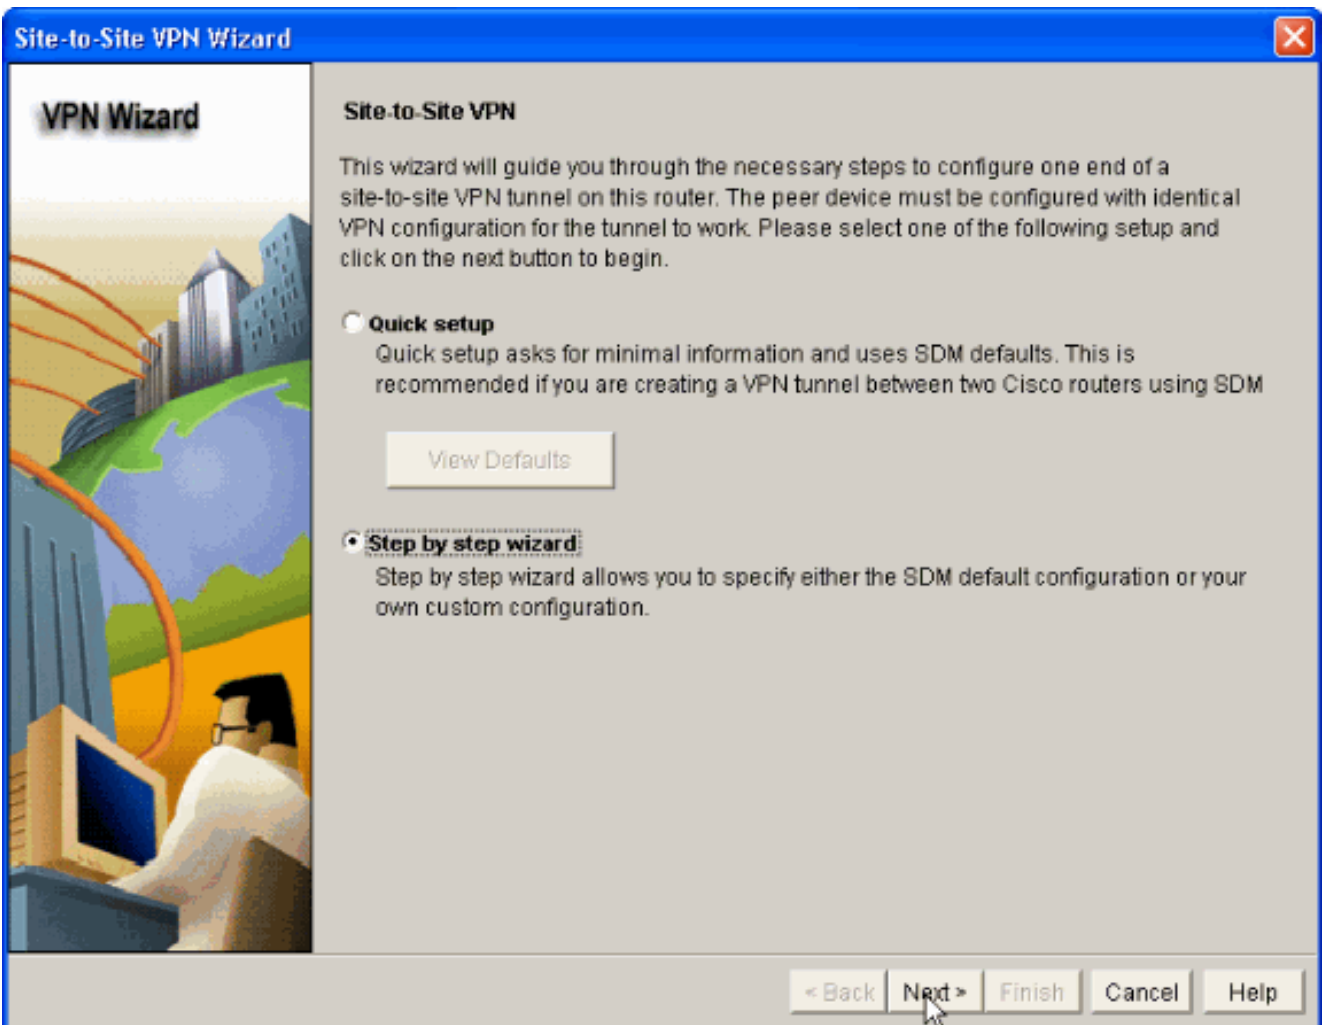 Site-to-Site VPN Wizard
VPN Wizard
Site-to-Site VPN
This wizard will guide you through the necessary steps to configure one end of a
site-to-site VPN tunnel on this router. The peer device must be configured with identical
VPN configuration for the tunnel to work. Please select one of the following setup and
click on the next button to begin.
Quick setup
Quick setup asks for minimal information and uses SDM defaults. This is
recommended if you are creating a VPN tunnel between two Cisco routers using SDM
View Defaults
Step by step wizard
Step by step wizard allows you to specify either the SDM default configuration or your
own custom configuration.
< Back Next > Finish Cancel Help